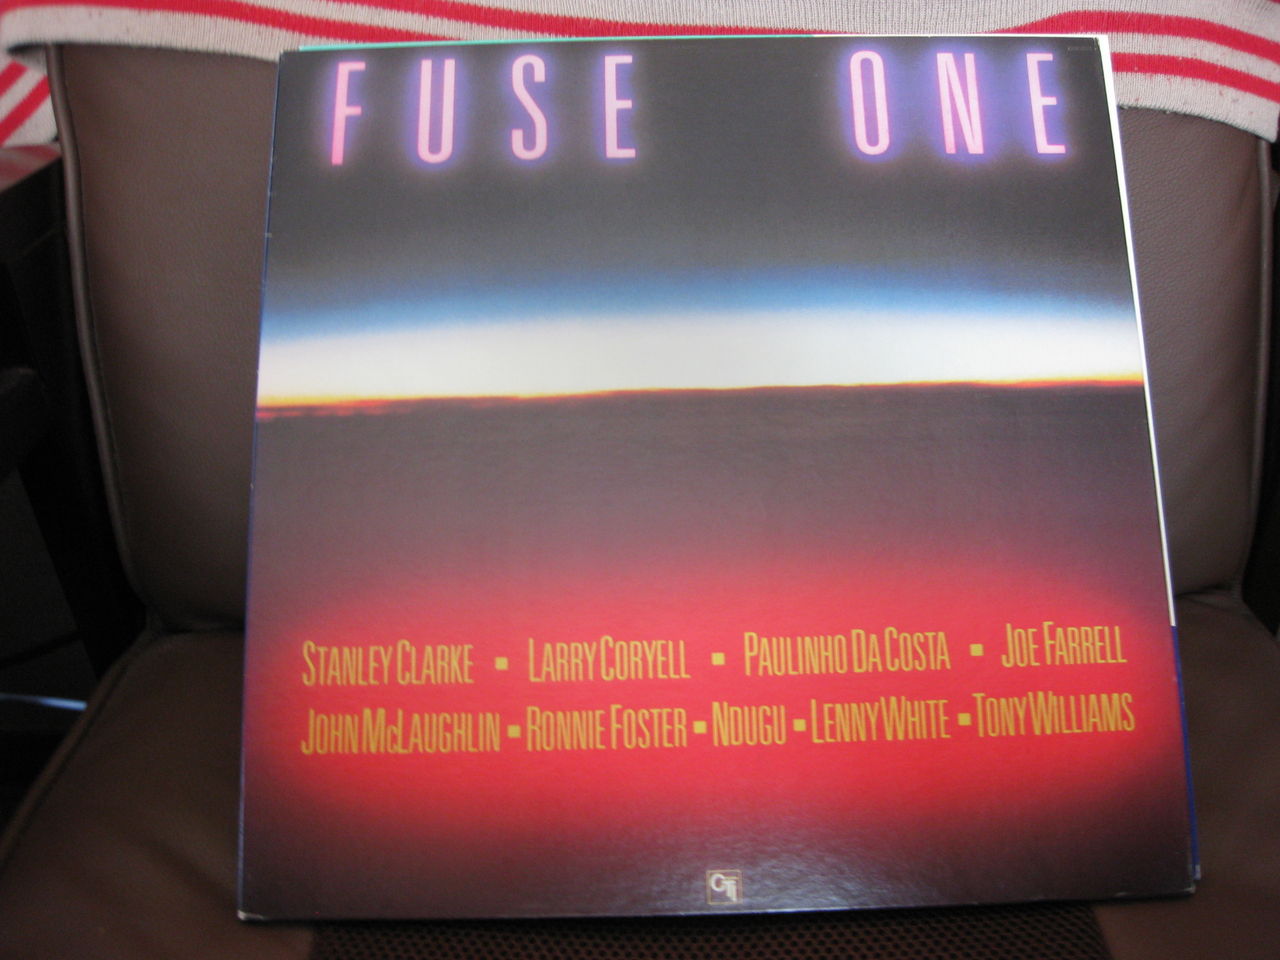 FUSE ONE
STANLEY CLARKE ▪ LARRY CORYELL ▪ PAULINHO DA COSTA ▪ JOE FARRELL
JOHN MCLAUGHLIN ▪ RONNIE FOSTER ▪ NDUGU ▪ LENNY WHITE ▪ TONY WILLIAMS
CTi